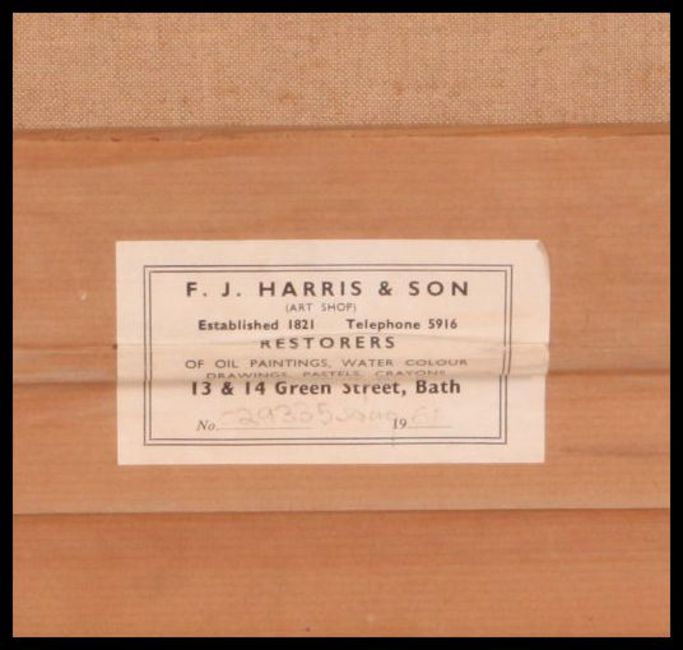 F. J. HARRIS & SON
(ART SHOP)
Established 1821 Telephone 5916
RESTORERS
OF OIL PAINTINGS, WATER COLOUR
DRAWINGS, PASTELS, CRAYONS
13 & 14 Green Street, Bath
No. 19 61